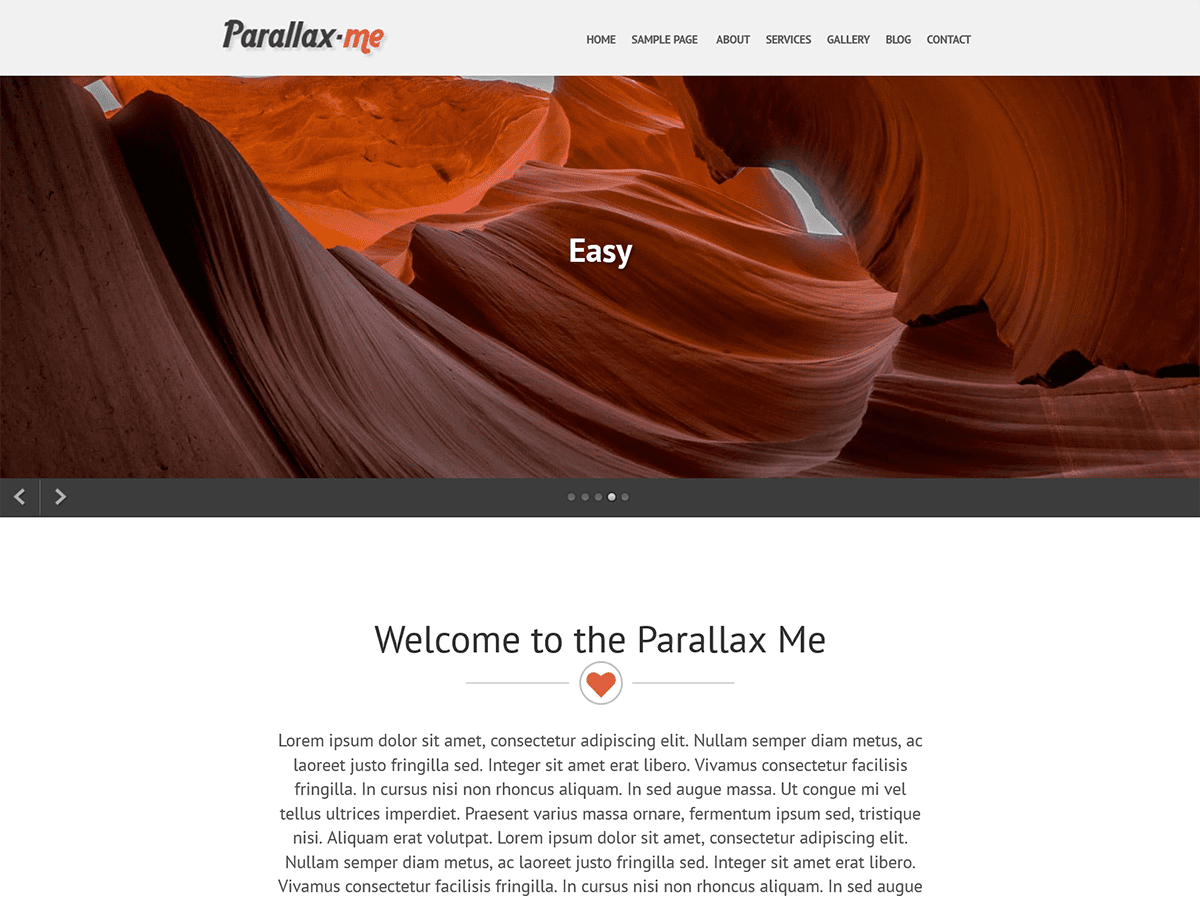 Parallax·me
HOME SAMPLE PAGE ABOUT SERVICES GALLERY BLOG CONTACT
Easy
Welcome to the Parallax Me
Lorem ipsum dolor sit amet, consectetur adipiscing elit. Nullam semper diam metus, ac
laoreet justo fringilla sed. Integer sit amet erat libero. Vivamus consectetur facilisis
fringilla. In cursus nisi non rhoncus aliquam. In sed augue massa. Ut congue mi vel
tellus ultrices imperdiet. Praesent varius massa ornare, fermentum ipsum sed, tristique
nisi. Aliquam erat volutpat. Lorem ipsum dolor sit amet, consectetur adipiscing elit.
Nullam semper diam metus, ac laoreet justo fringilla sed. Integer sit amet erat libero.
Vivamus consectetur facilisis fringilla. In cursus nisi non rhoncus aliquam. In sed augue